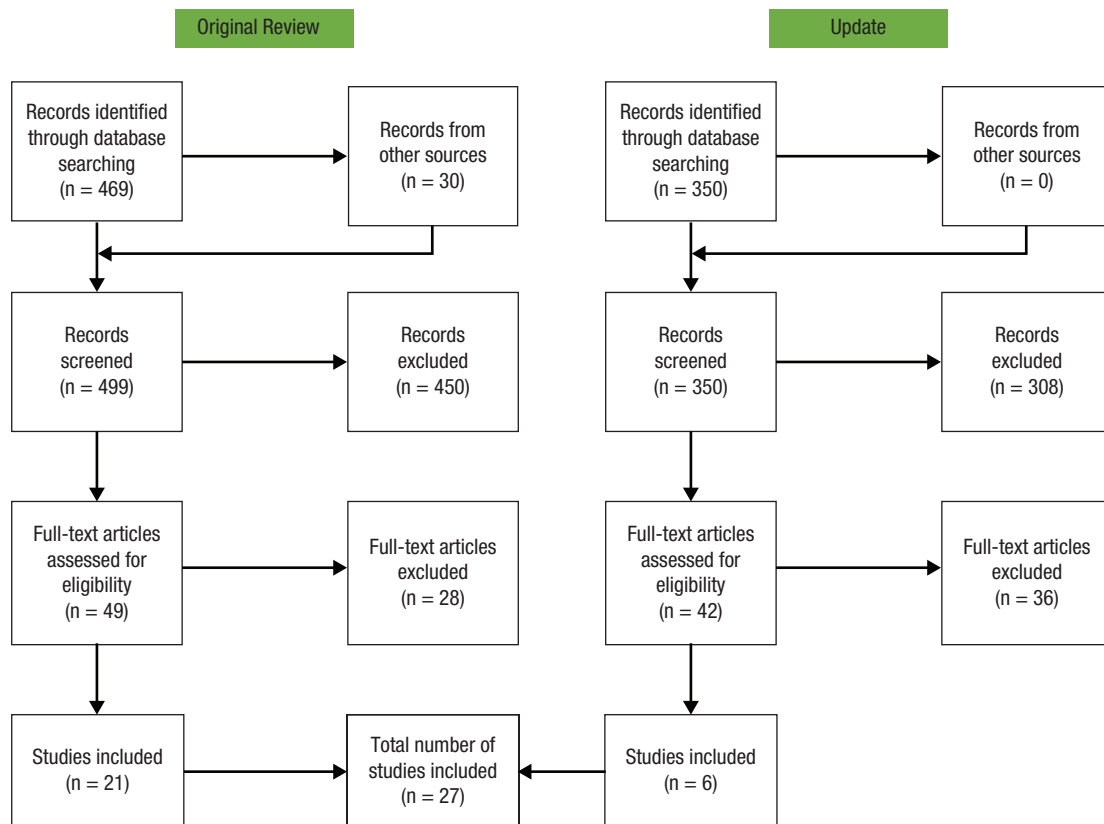 Original Review
Records identified
through database
searching
(n = 469)
Records from
other sources
(n = 30)
Records
screened
(n = 499)
Records
excluded
(n = 450)
Full-text articles
assessed for
eligibility
(n = 49)
Full-text articles
excluded
(n = 28)
Studies included
(n = 21)
Total number of
studies included
(n = 27)
Update
Records identified
through database
searching
(n = 350)
Records from
other sources
(n = 0)
Records
screened
(n = 350)
Records
excluded
(n = 308)
Full-text articles
assessed for
eligibility
(n = 42)
Full-text articles
excluded
(n = 36)
Studies included
(n = 6)